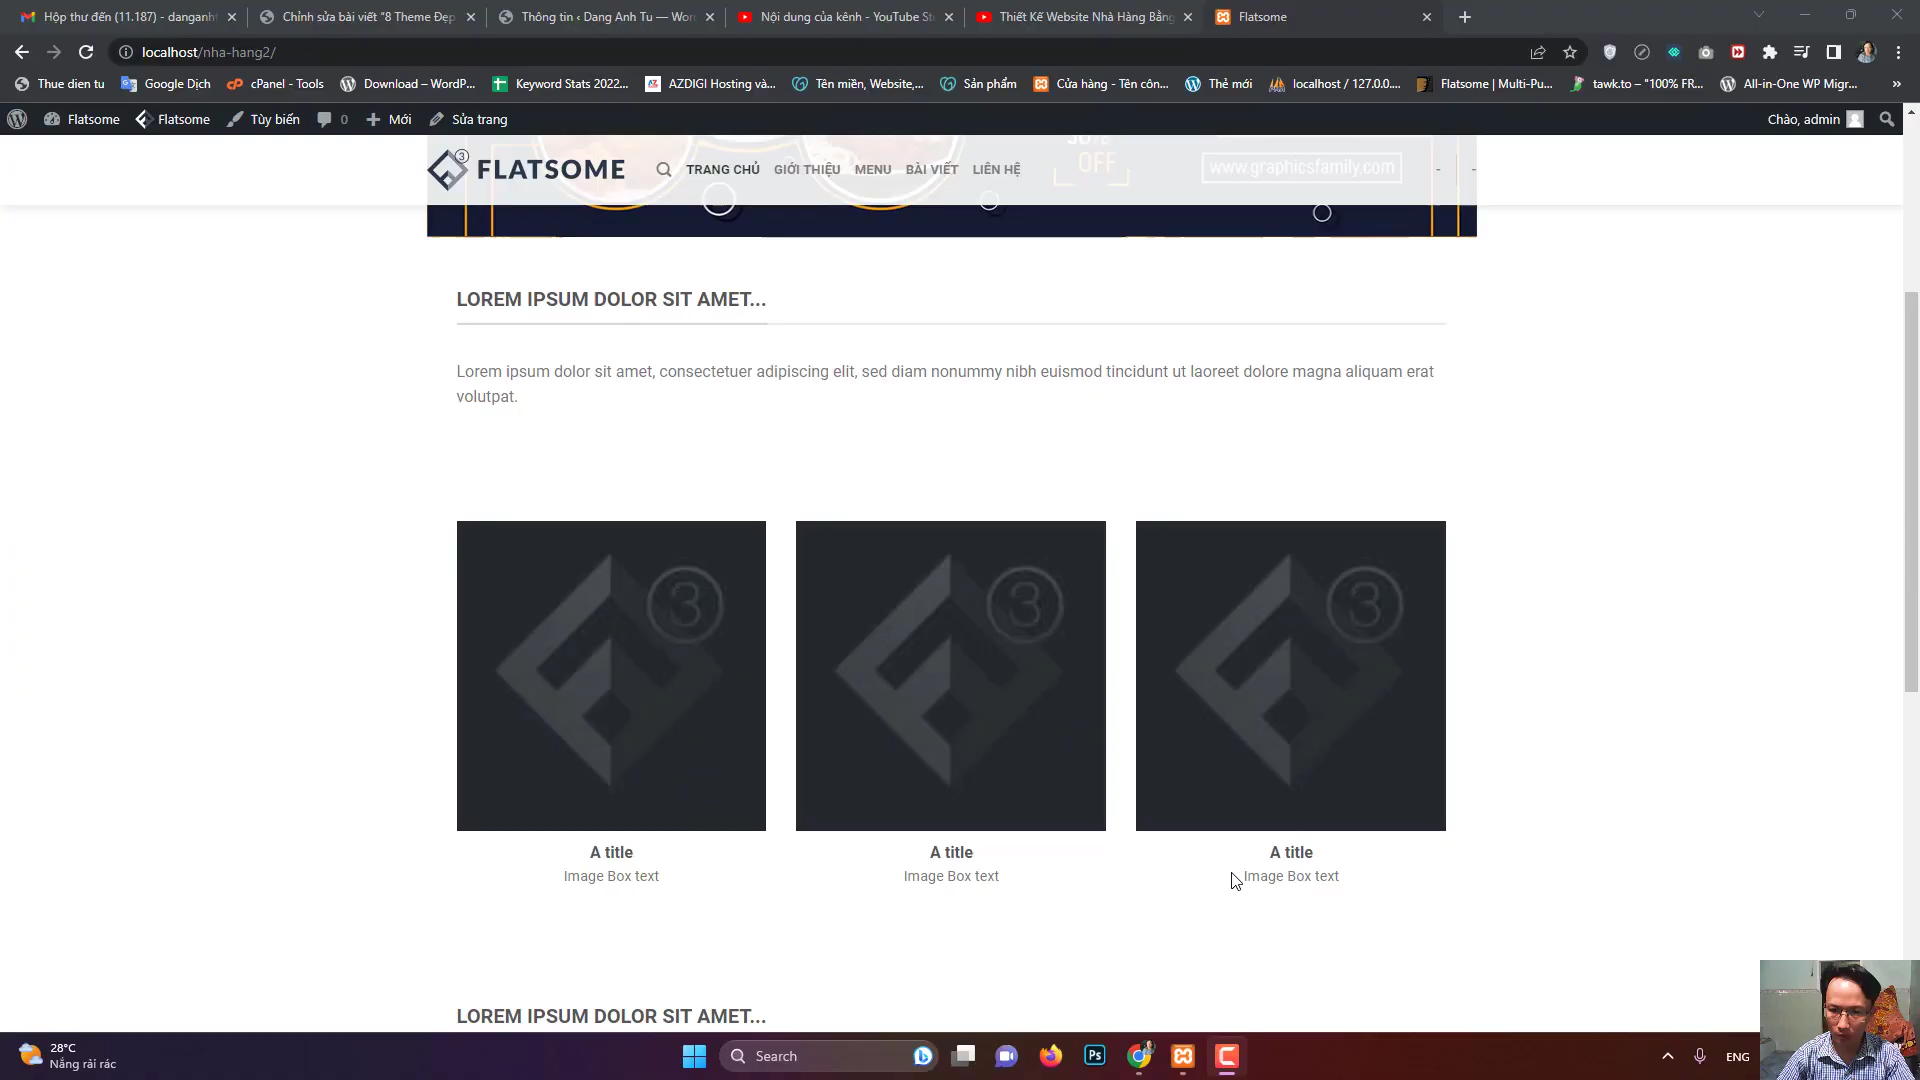 Hộp thư đến (11.187) - danganht
Chỉnh sửa bài viết "8 Theme Đẹp
Thông tin ‹ Dang Anh Tu — Wor
Nội dung của kênh - YouTube St
Thiết Kế Website Nhà Hàng Bằng
Flatsome
localhost/nha-hang2/
Thue dien tu
Google Dịch
cPanel - Tools
Download – WordP...
Keyword Stats 2022...
AZDIGI Hosting và...
Tên miền, Website,...
Sản phẩm
Cửa hàng - Tên côn...
Thẻ mới
localhost / 127.0.0....
Flatsome | Multi-Pu...
tawk.to – "100% FR...
All-in-One WP Migr...
»
Flatsome
Flatsome
Tùy biến
0
Mới
Sửa trang
Chào, admin
3
FLATSOME
TRANG CHỦ
GIỚI THIỆU
MENU
BÀI VIẾT
LIÊN HỆ
OFF
www.graphicsfamily.com
LOREM IPSUM DOLOR SIT AMET...
Lorem ipsum dolor sit amet, consectetuer adipiscing elit, sed diam nonummy nibh euismod tincidunt ut laoreet dolore magna aliquam erat
volutpat.
3
3
3
A title
Image Box text
A title
Image Box text
A title
Image Box text
LOREM IPSUM DOLOR SIT AMET...
28°C
Nắng rải rác
Search
Ps
ENG